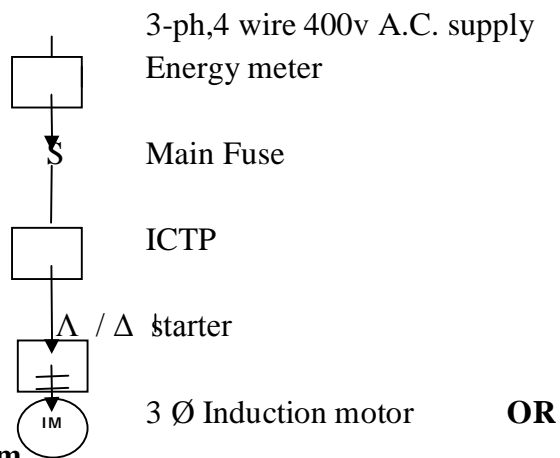 3-ph,4 wire 400v A.C. supply
Energy meter
S Main Fuse
ICTP
Λ / Δ starter
IM 3 Ø Induction motor OR